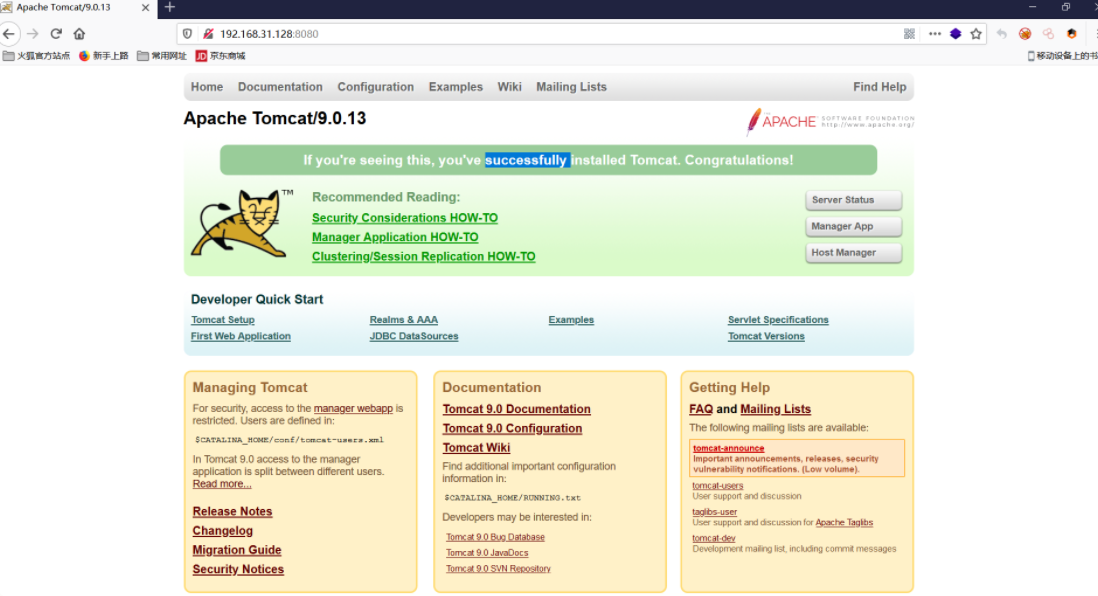 Apache Tomcat/9.0.13
192.168.31.128:8080
火狐官方站点 新手上路 常用网址 JD 京东商城 移动设备上的书
Home Documentation Configuration Examples Wiki Mailing Lists Find Help
Apache Tomcat/9.0.13
APACHE SOFTWARE FOUNDATION
http://www.apache.org/
If you're seeing this, you've successfully installed Tomcat. Congratulations!
TM
Recommended Reading:
Security Considerations HOW-TO
Manager Application HOW-TO
Clustering/Session Replication HOW-TO
Server Status
Manager App
Host Manager
Developer Quick Start
Tomcat Setup Realms & AAA Examples Servlet Specifications
First Web Application JDBC DataSources Tomcat Versions
Managing Tomcat
For security, access to the manager webapp is
restricted. Users are defined in:
$CATALINA_HOME/conf/tomcat-users.xml
In Tomcat 9.0 access to the manager
application is split between different users.
Read more...
Release Notes
Changelog
Migration Guide
Security Notices
Documentation
Tomcat 9.0 Documentation
Tomcat 9.0 Configuration
Tomcat Wiki
Find additional important configuration
information in:
$CATALINA_HOME/RUNNING.txt
Developers may be interested in:
Tomcat 9.0 Bug Database
Tomcat 9.0 JavaDocs
Tomcat 9.0 SVN Repository
Getting Help
FAQ and Mailing Lists
The following mailing lists are available:
tomcat-announce
Important announcements, releases, security
vulnerability notifications. (Low volume).
tomcat-users
User support and discussion
taglibs-user
User support and discussion for Apache Taglibs
tomcat-dev
Development mailing list, including commit messages